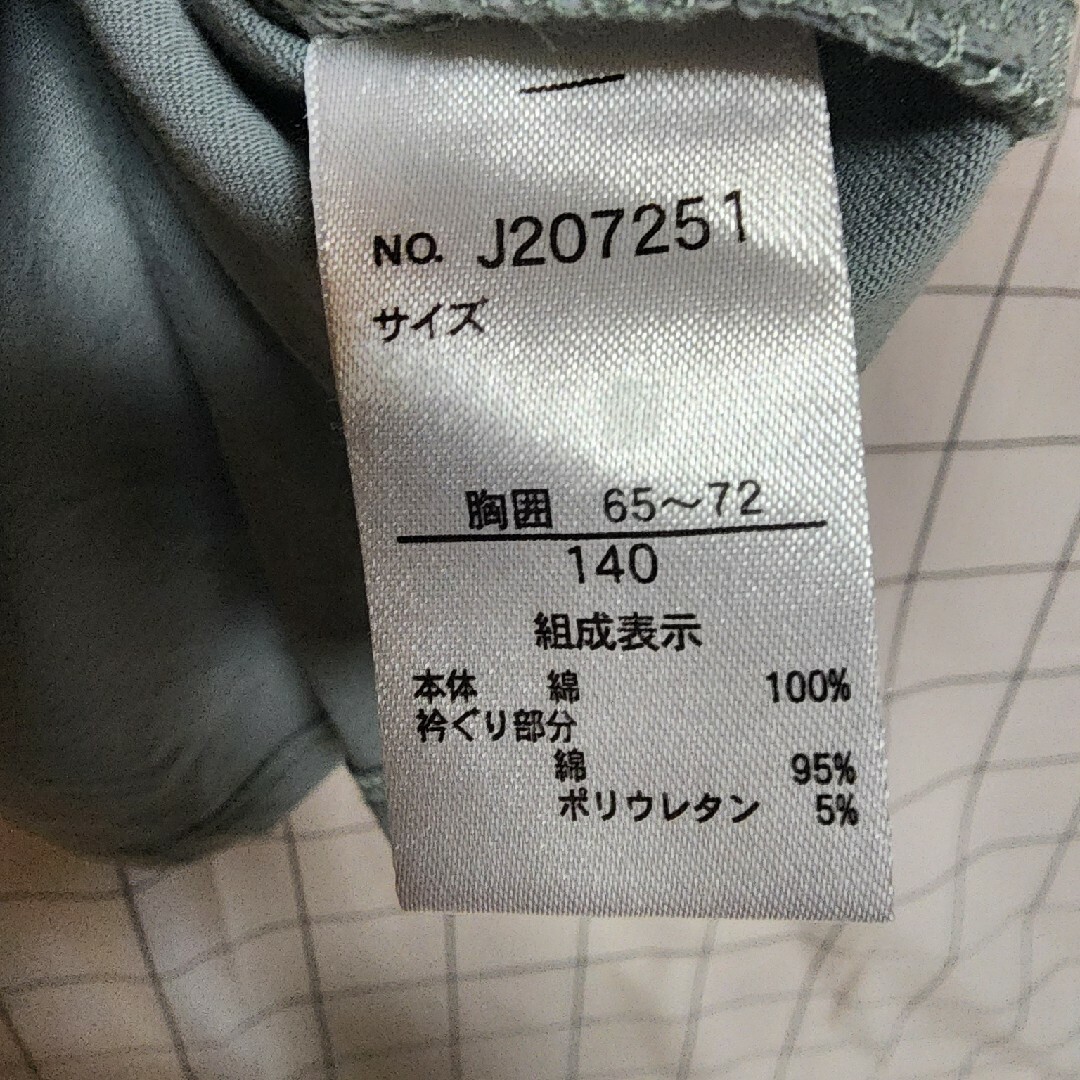 NO. J207251
サイズ
胸囲 65〜72
140
組成表示
本体 綿 100%
衿ぐり部分
綿 95%
ポリウレタン 5%